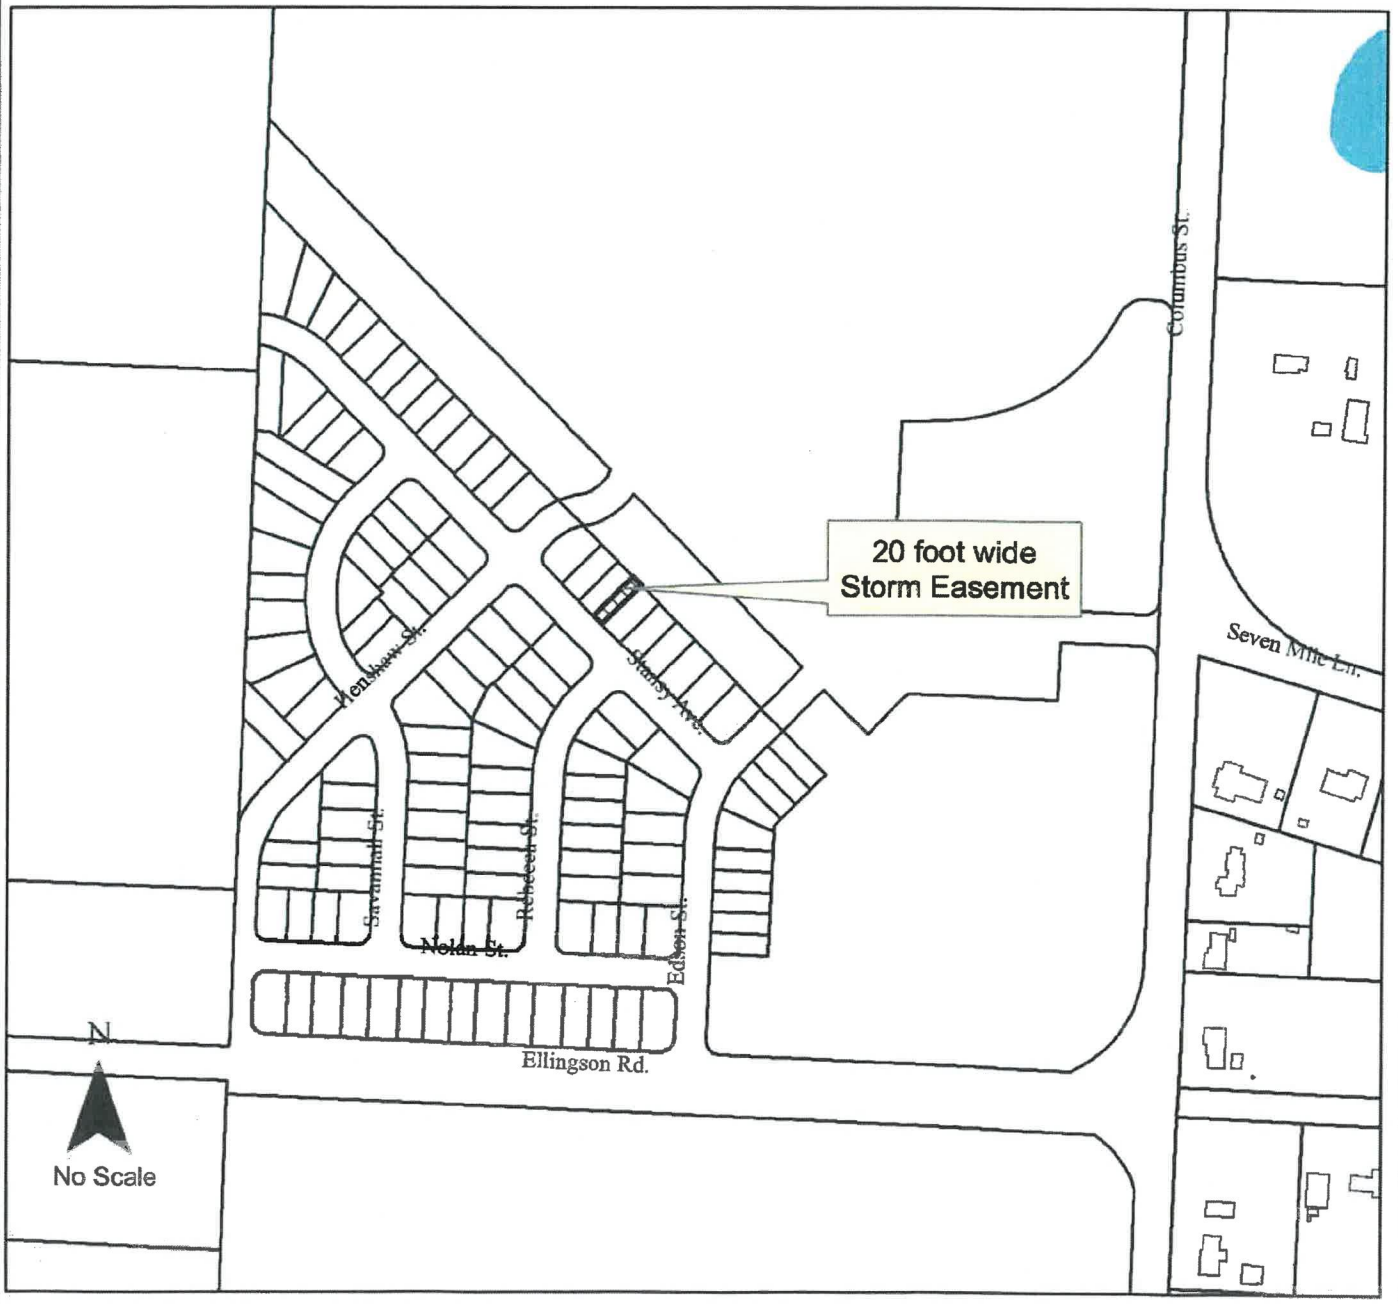 Columbus St.
20 foot wide
Storm Easement
Seven Mile Ln.
Henshaw St.
Stansy Ave.
Savannah St.
Rebecca St.
Edson St.
Nolan St.
N
Ellingson Rd.
No Scale